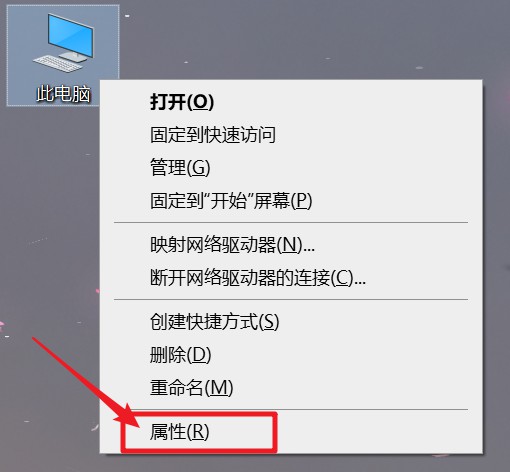 此电脑
打开(O)
固定到快速访问
管理(G)
固定到“开始”屏幕(P)
映射网络驱动器(N)...
断开网络驱动器的连接(C)...
创建快捷方式(S)
删除(D)
重命名(M)
属性(R)